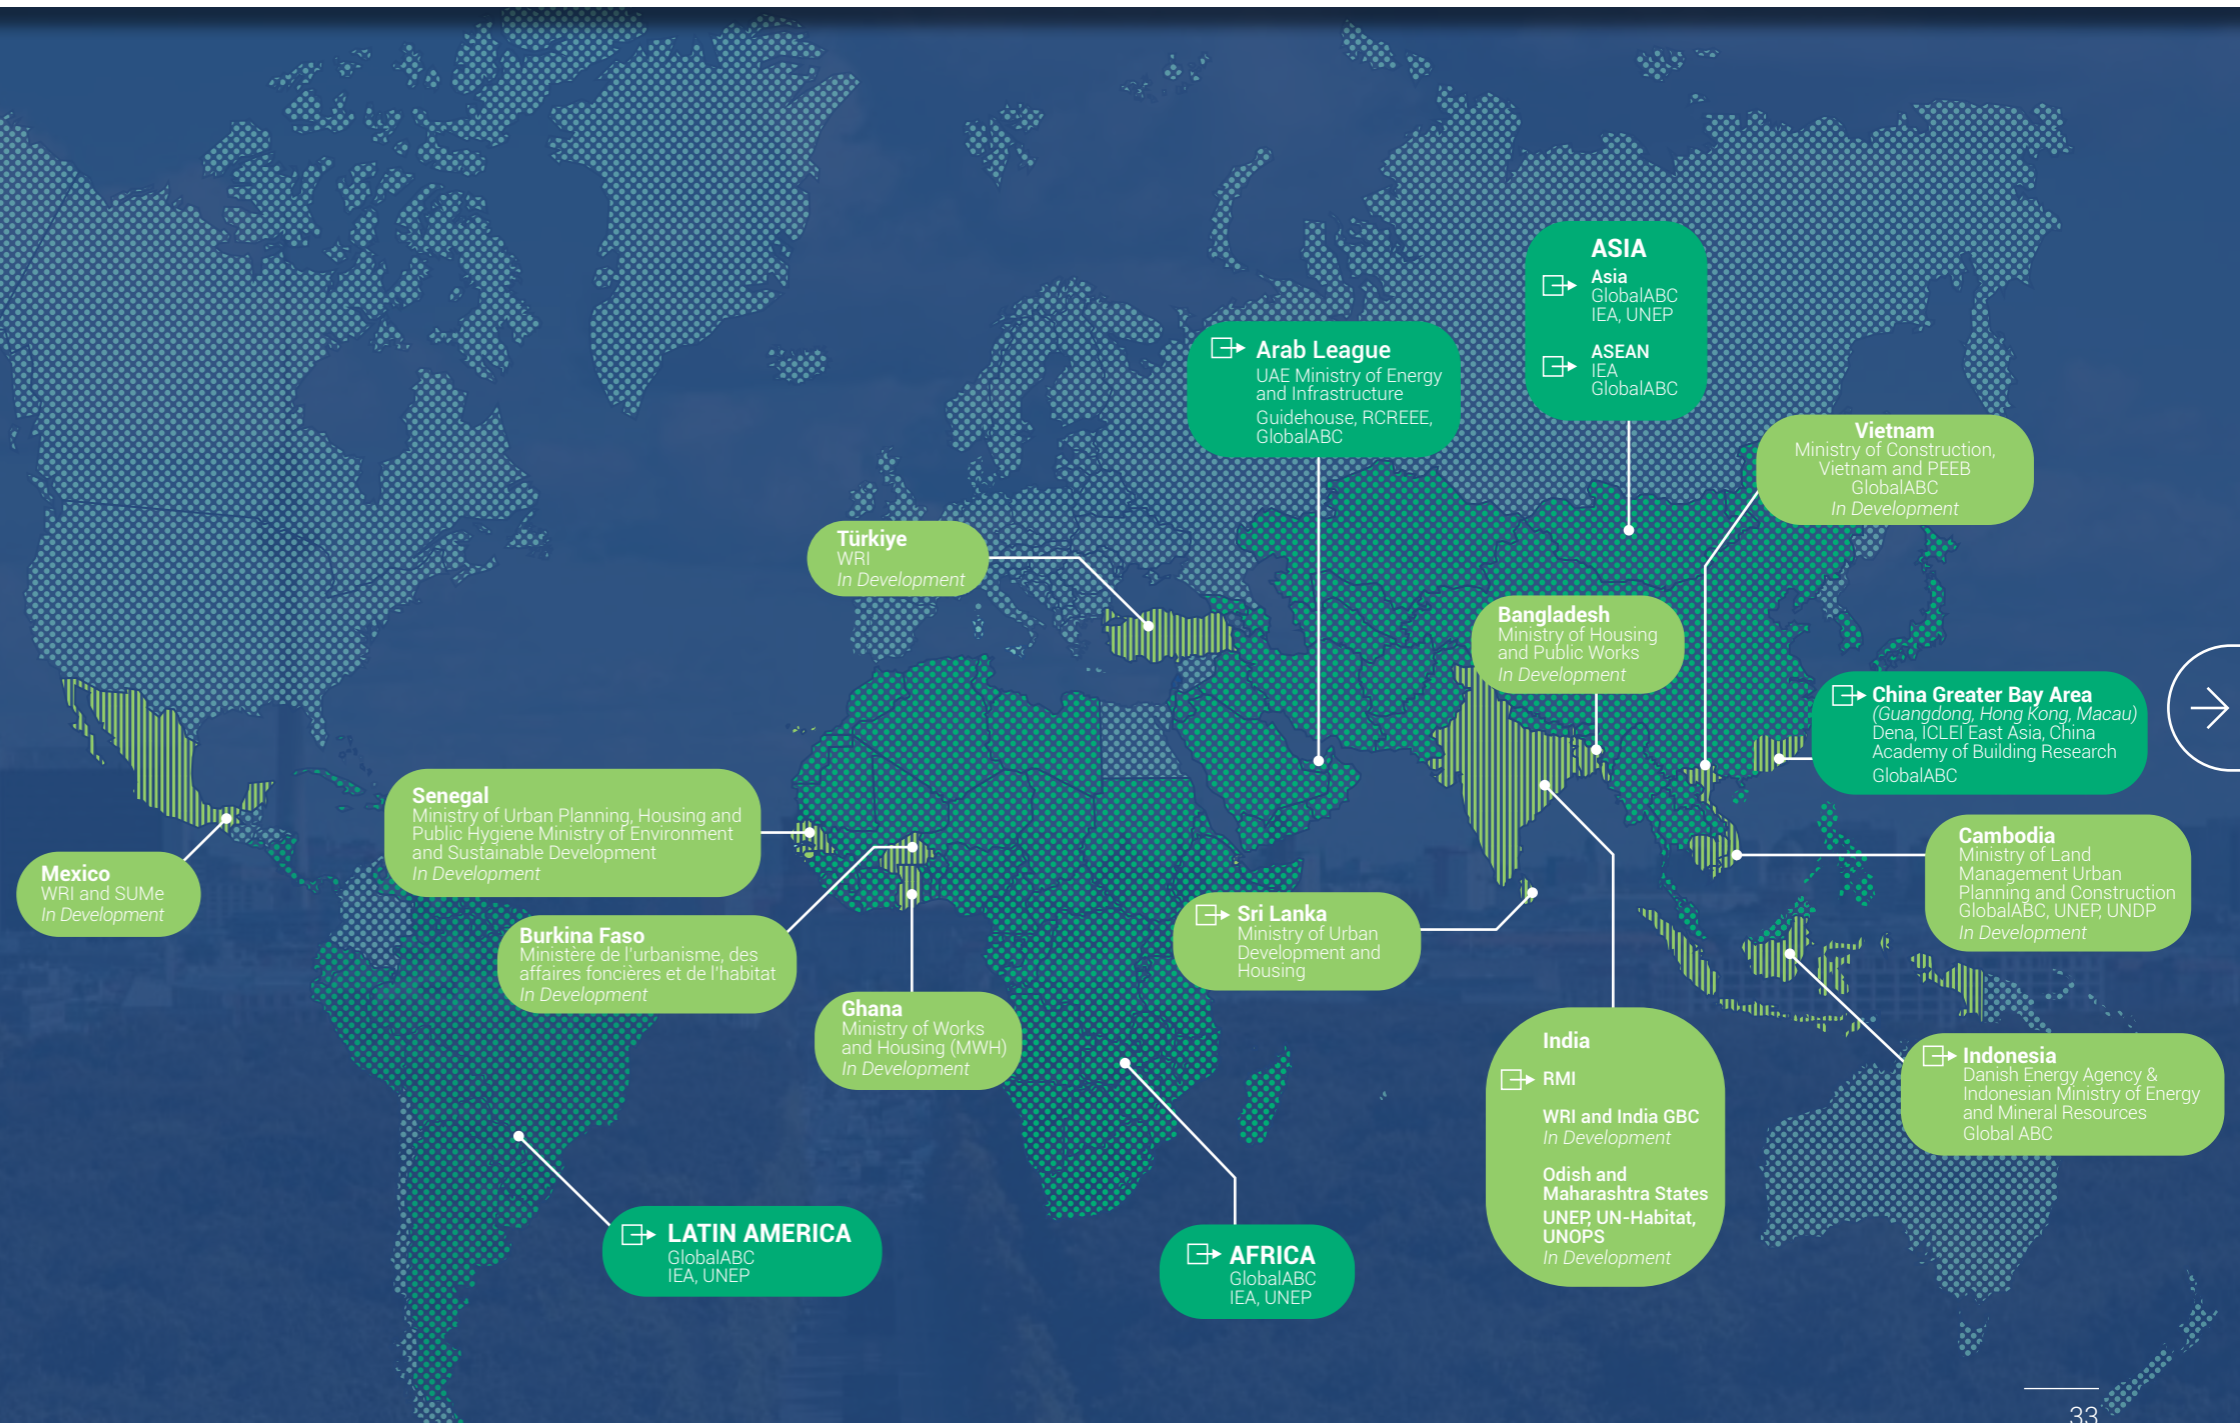 ASIA
Asia
GlobalABC
IEA, UNEP
ASEAN
IEA
GlobalABC
Arab League
UAE Ministry of Energy
and Infrastructure
Guidehouse, RCREEE,
GlobalABC
Vietnam
Ministry of Construction,
Vietnam and PEEB
GlobalABC
In Development
Türkiye
WRI
In Development
Bangladesh
Ministry of Housing
and Public Works
In Development
China Greater Bay Area
(Guangdong, Hong Kong, Macau)
Dena, ICLEI East Asia, China
Academy of Building Research
GlobalABC
Senegal
Ministry of Urban Planning, Housing and
Public Hygiene Ministry of Environment
and Sustainable Development
In Development
Mexico
WRI and SUMe
In Development
Cambodia
Ministry of Land
Management Urban
Planning and Construction
GlobalABC, UNEP, UNDP
In Development
Burkina Faso
Ministère de l'urbanisme, des
affaires foncières et de l'habitat
In Development
Sri Lanka
Ministry of Urban
Development and
Housing
Ghana
Ministry of Works
and Housing (MWH)
In Development
India
RMI
WRI and India GBC
In Development
Odish and
Maharashtra States
UNEP, UN-Habitat,
UNOPS
In Development
Indonesia
Danish Energy Agency &
Indonesian Ministry of Energy
and Mineral Resources
Global ABC
LATIN AMERICA
GlobalABC
IEA, UNEP
AFRICA
GlobalABC
IEA, UNEP
33